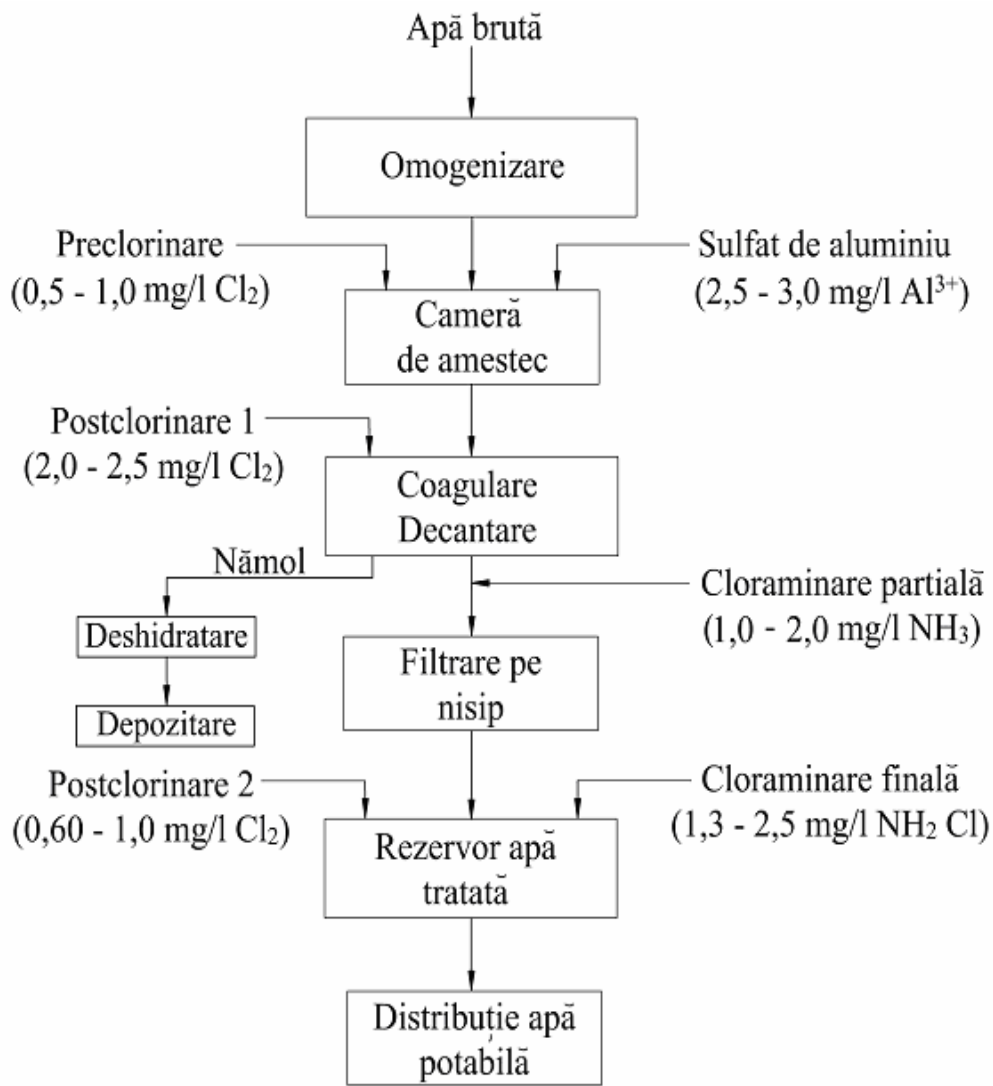 Apă brută
Omogenizare
Preclorinare
(0,5 - 1,0 mg/l Cl₂)
Sulfat de aluminiu
(2,5 - 3,0 mg/l Al³⁺)
Cameră
de amestec
Postclorinare 1
(2,0 - 2,5 mg/l Cl₂)
Coagulare
Decantare
Nămol
Cloraminare partială
(1,0 - 2,0 mg/l NH₃)
Deshidratare
Filtrare pe
nisip
Depozitare
Postclorinare 2
(0,60 - 1,0 mg/l Cl₂)
Cloraminare finală
(1,3 - 2,5 mg/l NH₂ Cl)
Rezervor apă
tratată
Distribuție apă
potabilă